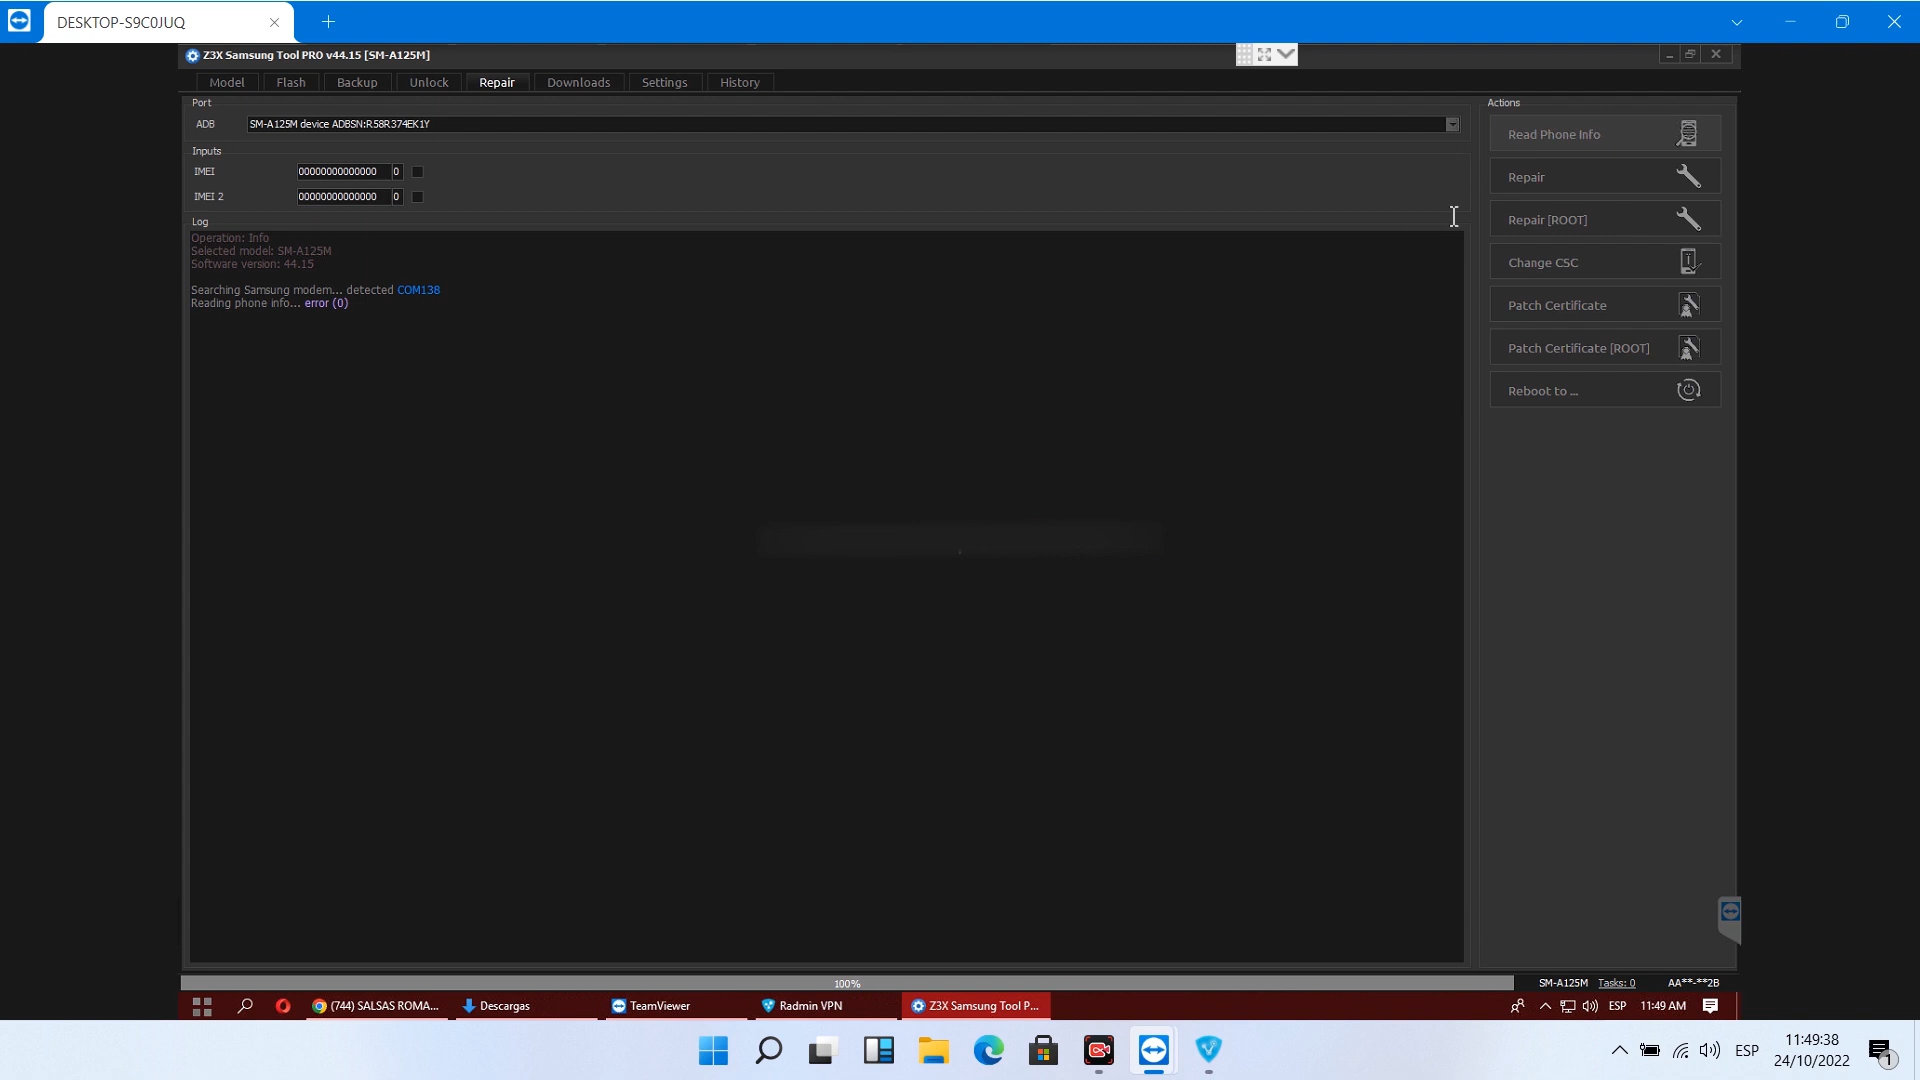 DESKTOP-S9C0JUQ
Z3X Samsung Tool PRO v44.15 [SM-A125M]
Model Flash Backup Unlock Repair Downloads Settings History
Port
ADB SM-A125M device ADBSN:R58R374EK1Y
Inputs
IMEI 00000000000000 0
IMEI 2 00000000000000 0
Log
Operation: Info
Selected model: SM-A125M
Software version: 44.15
Searching Samsung modem... detected COM138
Reading phone info... error (0)
Actions
Read Phone Info
Repair
Repair [ROOT]
Change CSC
Patch Certificate
Patch Certificate [ROOT]
Reboot to ...
100% SM-A125M Tasks: 0 AA**-**2B
(744) SALSAS ROMA... Descargas TeamViewer Radmin VPN Z3X Samsung Tool P... ESP 11:49 AM
ESP 11:49:38
24/10/2022
1